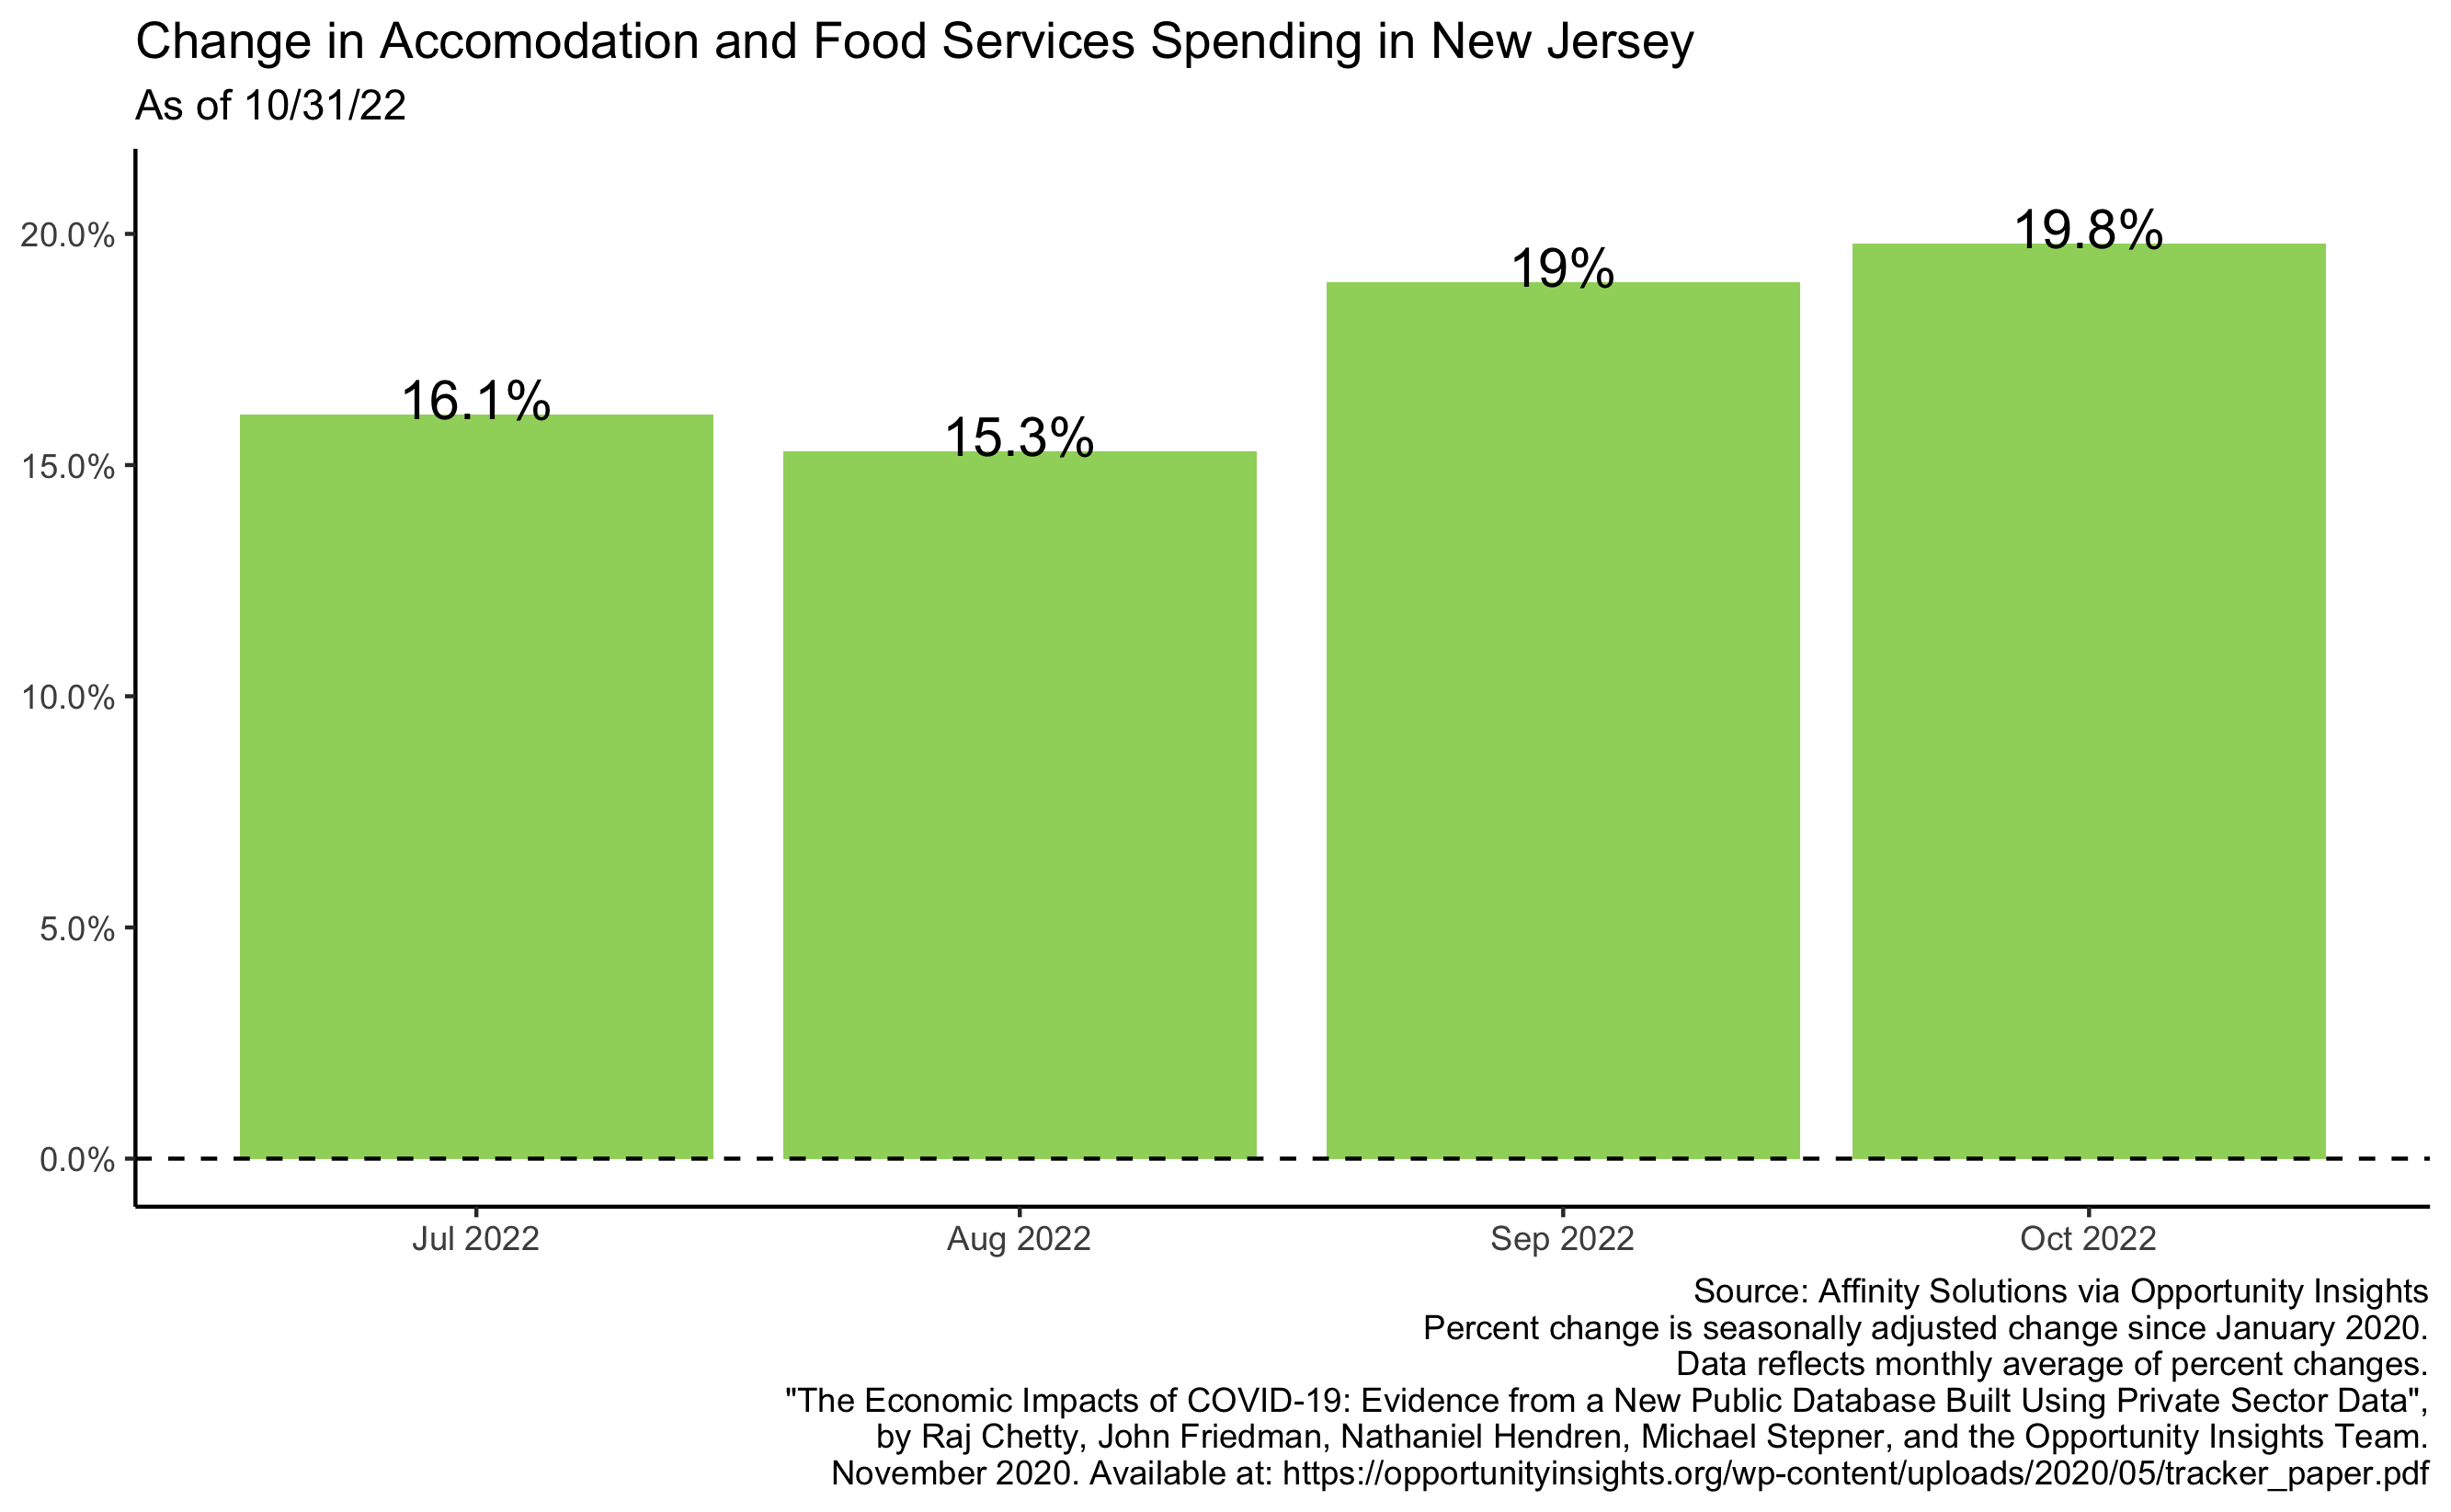 Change in Accomodation and Food Services Spending in New Jersey
As of 10/31/22
20.0%
15.0%
10.0%
5.0%
0.0%
16.1%
15.3%
19%
19.8%
Jul 2022
Aug 2022
Sep 2022
Oct 2022
Source: Affinity Solutions via Opportunity Insights
Percent change is seasonally adjusted change since January 2020.
Data reflects monthly average of percent changes.
"The Economic Impacts of COVID-19: Evidence from a New Public Database Built Using Private Sector Data",
by Raj Chetty, John Friedman, Nathaniel Hendren, Michael Stepner, and the Opportunity Insights Team.
November 2020. Available at: https://opportunityinsights.org/wp-content/uploads/2020/05/tracker_paper.pdf